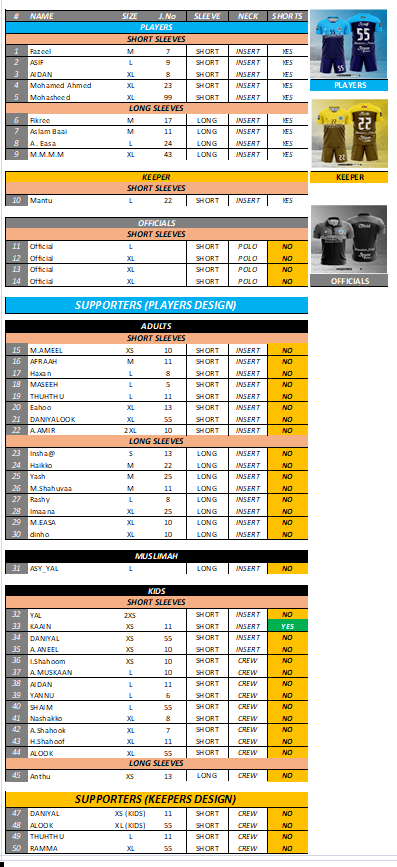 # NAME SIZE J.No SLEEVE NECK SHORTS
PLAYERS
SHORT SLEEVES
1 Fazeel M 7 SHORT INSERT YES
2 ASIF L 9 SHORT INSERT YES
3 AIDAN XL 8 SHORT INSERT YES
4 Mohamed Ahmed XL 23 SHORT INSERT YES
5 Mohasheed XL 99 SHORT INSERT YES
LONG SLEEVES
6 Fikree M 17 LONG INSERT YES
7 Aslam Baai M 11 LONG INSERT YES
8 A . Easa L 24 LONG INSERT YES
9 M.M.M.M XL 43 LONG INSERT YES
KEEPER
SHORT SLEEVES
10 Mantu L 22 SHORT INSERT YES
OFFICIALS
SHORT SLEEVES
11 Official L SHORT POLO NO
12 Official XL SHORT POLO NO
13 Official XL SHORT POLO NO
14 Official XL SHORT POLO NO
55
PLAYERS
22
KEEPER
OFFICIALS
SUPPORTERS (PLAYERS DESIGN)
ADULTS
SHORT SLEEVES
15 M.AMEEL XS 10 SHORT INSERT NO
16 AFRAAH M 11 SHORT INSERT NO
17 Haxan L 8 SHORT INSERT NO
18 MASEEH L 5 SHORT INSERT NO
19 THUHTHU L 11 SHORT INSERT NO
20 Eahoo XL 13 SHORT INSERT NO
21 DANIYALOOK XL 55 SHORT INSERT NO
22 A.AMIR 2XL 10 SHORT INSERT NO
LONG SLEEVES
23 Insha@ S 13 LONG INSERT NO
24 Haikko M 22 LONG INSERT NO
25 Yash M 25 LONG INSERT NO
26 M.Shahuvaa M 11 LONG INSERT NO
27 Rashy L 8 LONG INSERT NO
28 Imaana XL 25 LONG INSERT NO
29 M.EASA XL 10 LONG INSERT NO
30 dinho XL 10 LONG INSERT NO
MUSLIMAH
31 ASY_YAL L LONG INSERT NO
KIDS
SHORT SLEEVES
32 YAL 2XS SHORT INSERT NO
33 KAAIN XS 11 SHORT INSERT YES
34 DANIYAL XS 55 SHORT INSERT NO
35 A.ANEEL XS 10 SHORT INSERT NO
36 I.Shahoom XS 10 SHORT CREW NO
37 A.MUSKAAN L 10 SHORT CREW NO
38 AIDAN L 11 SHORT CREW NO
39 YANNU L 6 SHORT CREW NO
40 SHAIM L 55 SHORT CREW NO
41 Nashakko XL 8 SHORT CREW NO
42 A.Shahook XL 7 SHORT CREW NO
43 H.Shahoof XL 11 SHORT CREW NO
44 ALOOK XL 55 SHORT CREW NO
LONG SLEEVES
45 Anthu XS 13 LONG CREW NO
SUPPORTERS (KEEPERS DESIGN)
47 DANIYAL XS (KIDS) 11 SHORT CREW NO
48 ALOOK XL (KIDS) 55 SHORT CREW NO
49 THUHTHU L 11 SHORT CREW NO
50 RAMMA XL 55 SHORT CREW NO